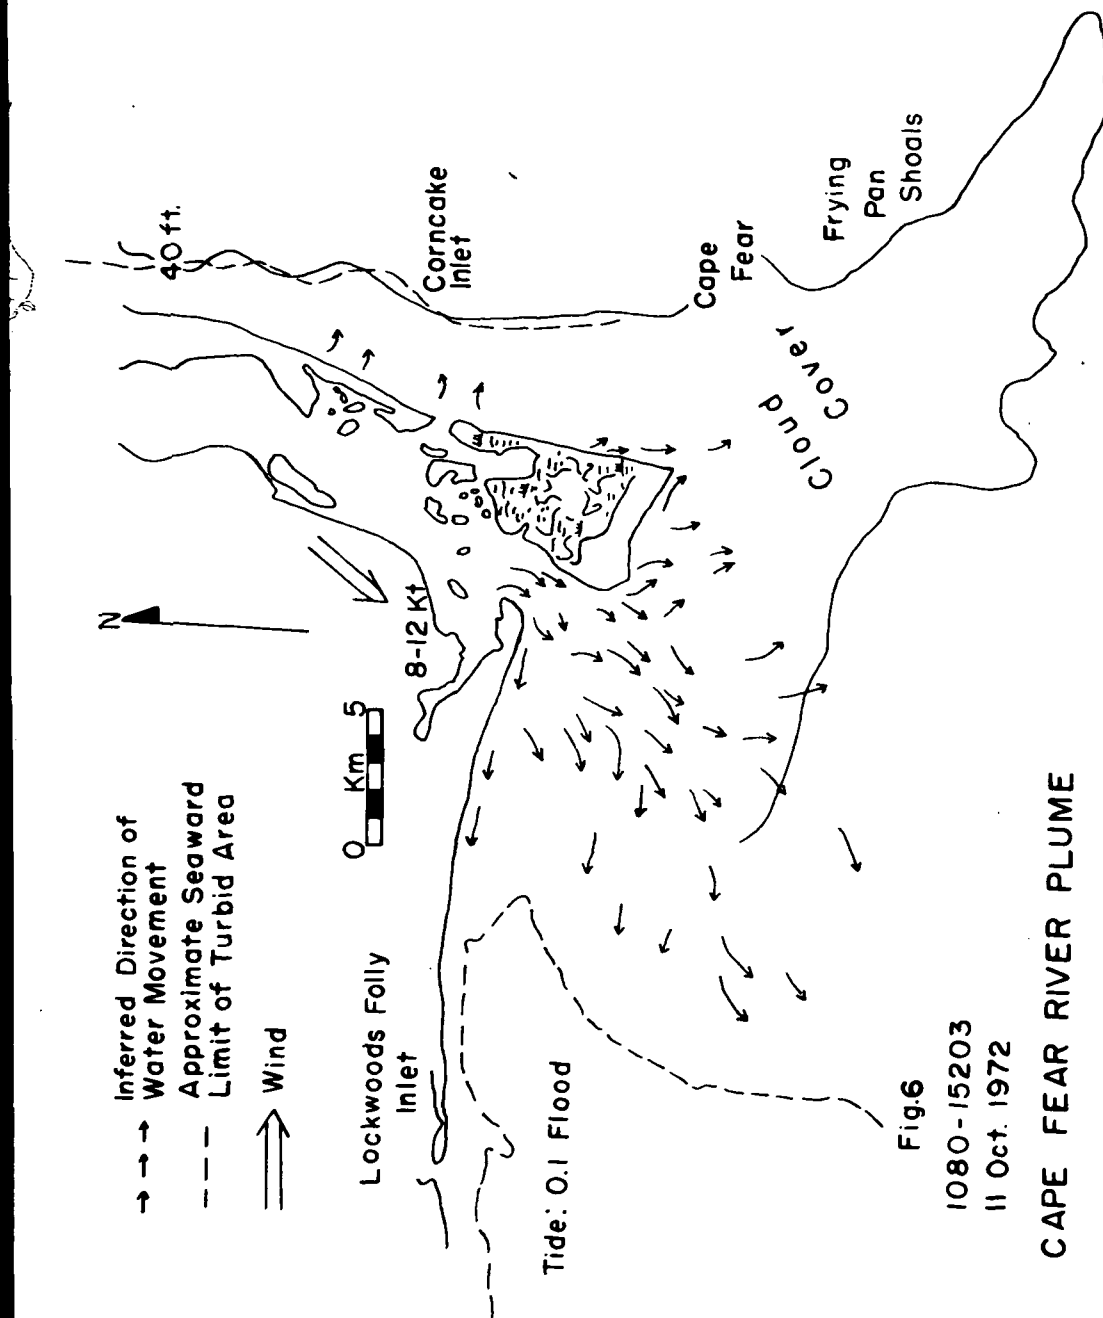 Inferred Direction of
Water Movement
Approximate Seaward
Limit of Turbid Area
Wind
N
8-12 Kt
0 Km 5
40 ft.
Corncake
Inlet
Lockwoods Folly
Inlet
Cape
Fear
Frying
Pan
Shoals
Cloud
Cover
Tide: 0.1 Flood
Fig.6
1080-15203
11 Oct. 1972
CAPE FEAR RIVER PLUME